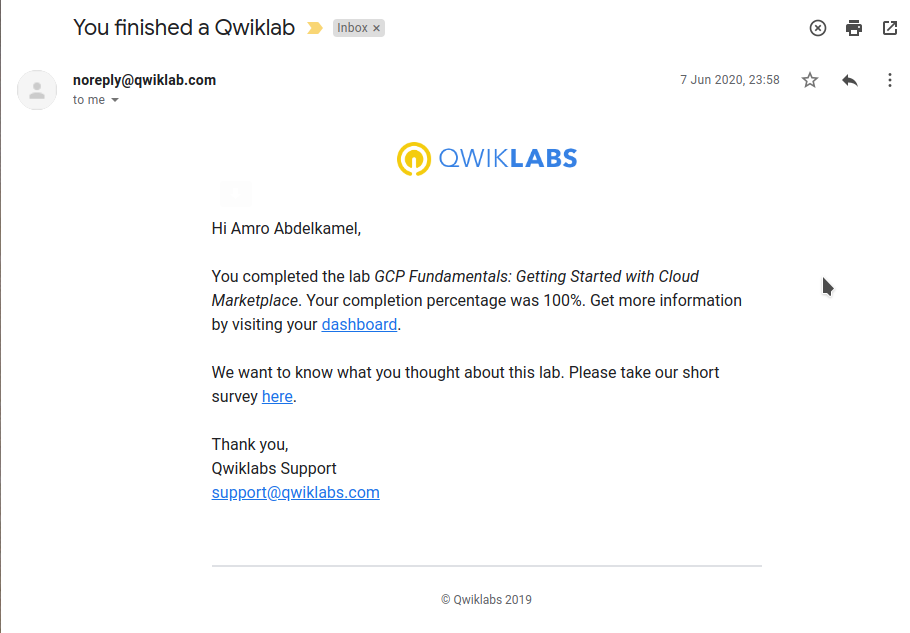 You finished a Qwiklab Inbox ×
noreply@qwiklab.com 7 Jun 2020, 23:58
to me
QWIKLABS
Hi Amro Abdelkamel,
You completed the lab GCP Fundamentals: Getting Started with Cloud
Marketplace. Your completion percentage was 100%. Get more information
by visiting your dashboard.
We want to know what you thought about this lab. Please take our short
survey here.
Thank you,
Qwiklabs Support
support@qwiklabs.com
© Qwiklabs 2019